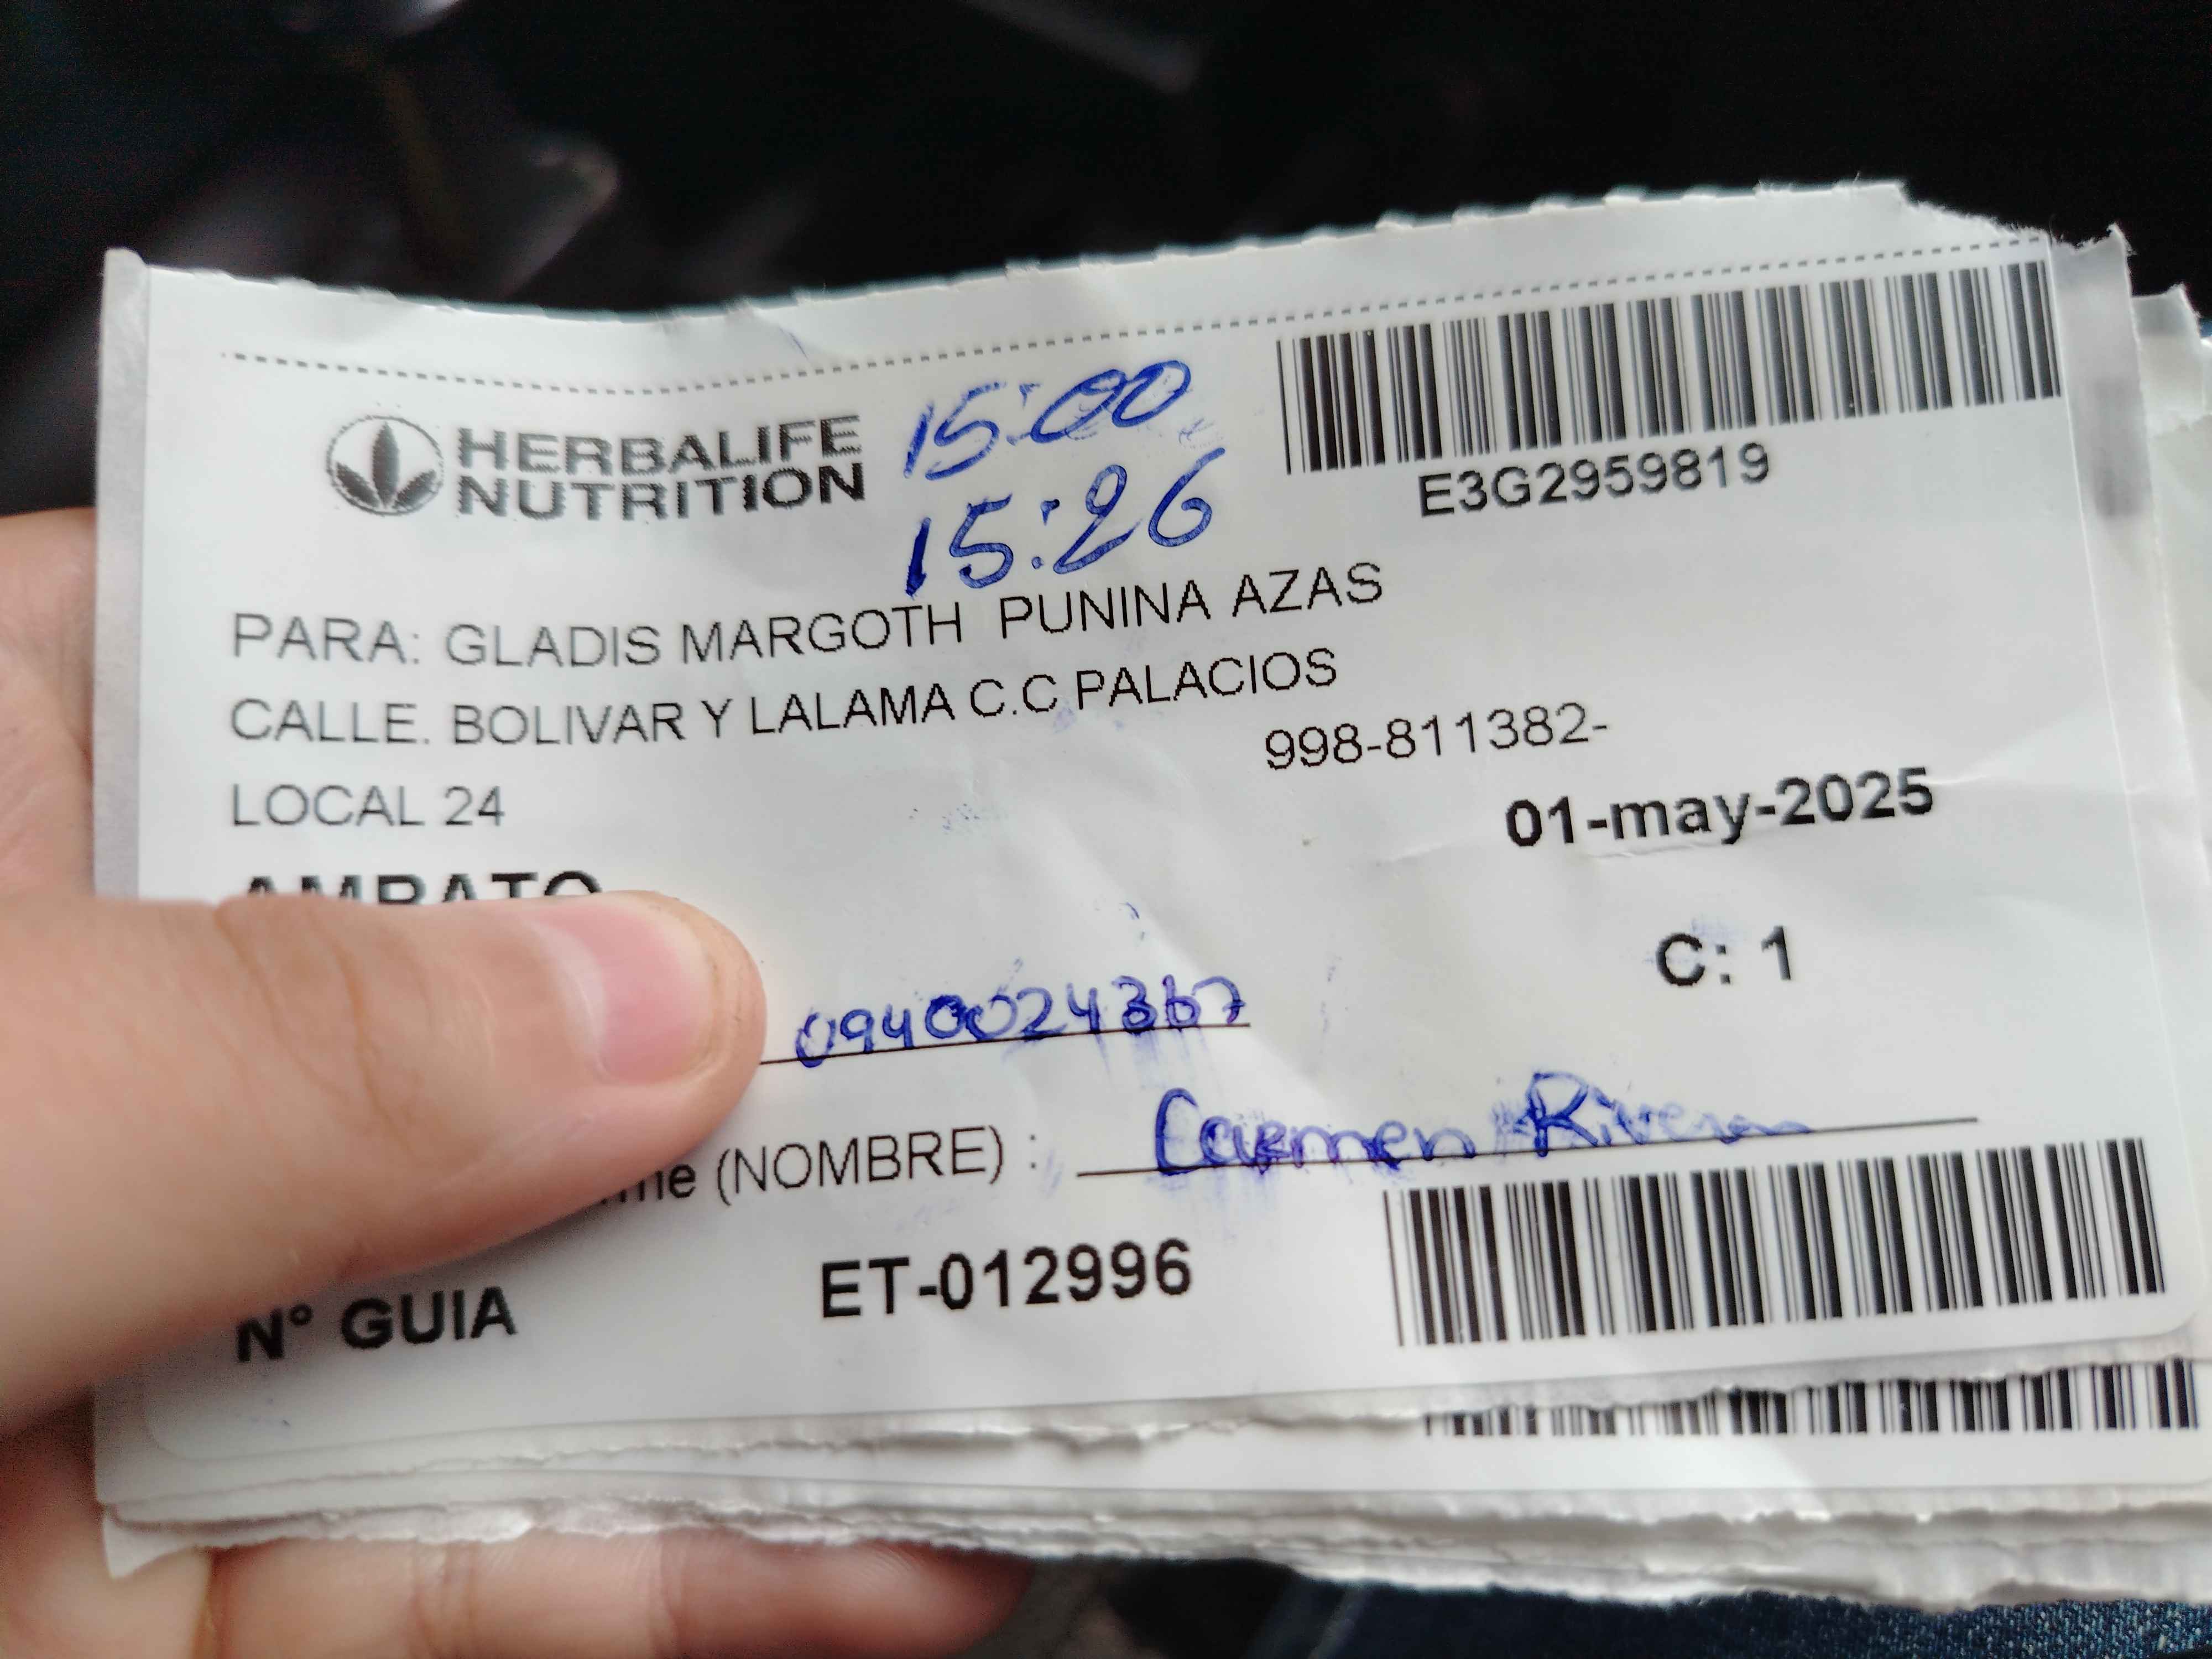 HERBALIFE
NUTRITION
15:00
15:26
E3G2959819
PARA: GLADIS MARGOTH PUNINA AZAS
CALLE. BOLIVAR Y LALAMA C.C PALACIOS
998-811382-
LOCAL 24
01-may-2025
AMBATO
C: 1
0940024367
(NOMBRE) : Carmen Rivera
N° GUIA ET-012996